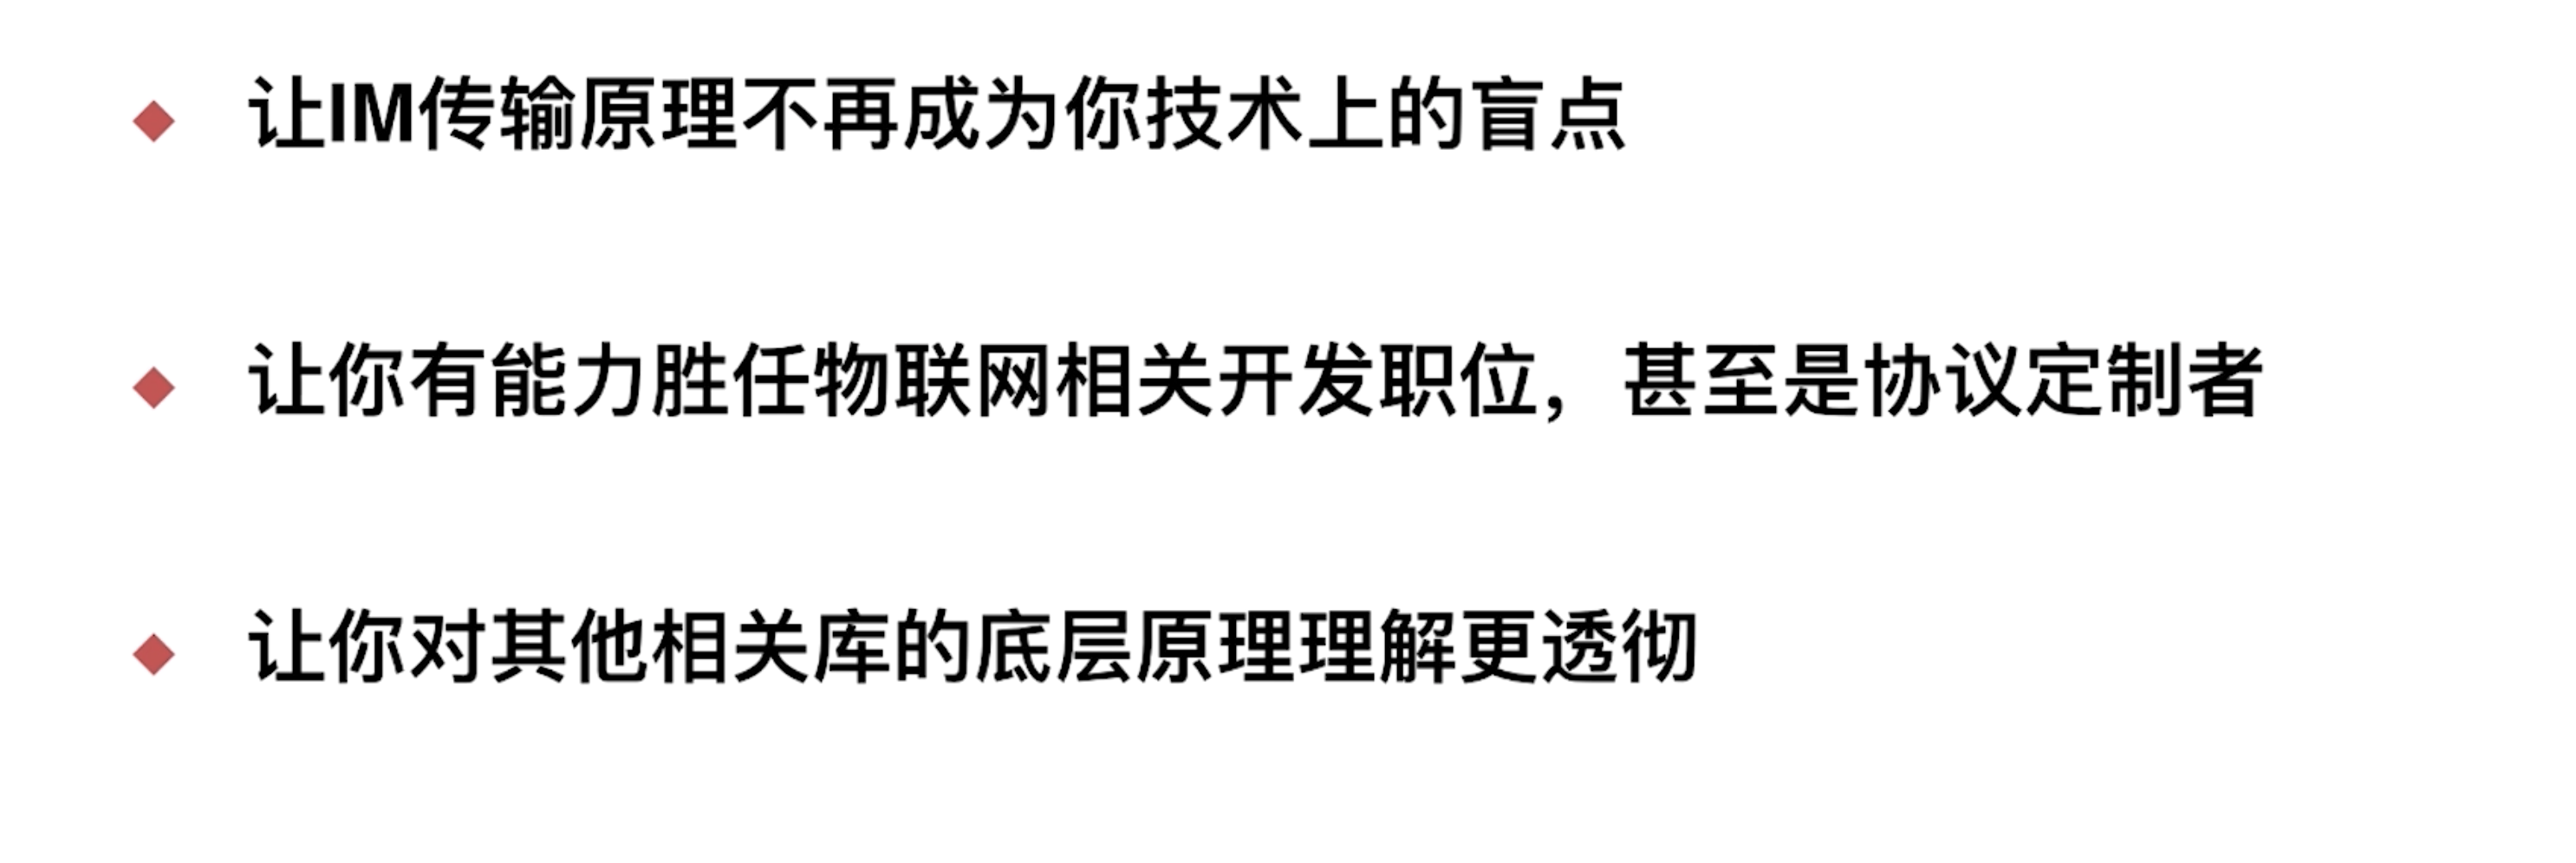 让IM传输原理不再成为你技术上的盲点
让你有能力胜任物联网相关开发职位，甚至是协议定制者
让你对其他相关库的底层原理理解更透彻